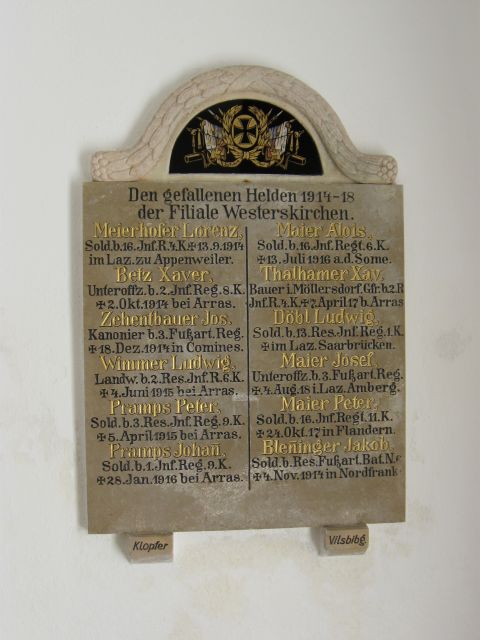 Den gefallenen Helden 1914-18
der Filiale Westerskirchen.
Meierhofer Lorenz,
Sold.b.16.Jnf.R.4.K✠13.9.1914
im Laz. zu Appenweiler.
Betz Xaver,
Unteroffz.b.2.Jnf.Reg.8.K.
✠2.Okt.1914 bei Arras.
Zehentbauer Jos.
Kanonier b.3.Fußart.Reg.
✠18.Dez.1914 in Comines.
Wimmer Ludwig,
Landw.b.2.Res.Jnf.R.6.K.
✠4.Juni 1915 bei Arras.
Pramps Peter,
Sold.b.3.Res.Jnf.Reg.9.K.
✠5.April 1915 bei Arras.
Pramps Johan,
Sold.b.1.Jnf.Reg.9.K.
✠28.Jan.1916 bei Arras.
Maier Alois,
Sold.b.16.Jnf.Regt.6.K.
✠13.Juli 1916 a.d.Some.
Thalhamer Xav.
Bauer i.Möllersdorf.Gfr.b.2.R
Jnf.R.4.K.✠7.April.17 b.Arras
Döbl Ludwig,
Sold.b.13.Res.Jnf.Reg.1.K.
✠im Laz.Saarbrücken.
Maier Josef,
Unteroffz.b.3.Fußart.Reg.
✠4.Aug.18 i.Laz.Amberg.
Maier Peter,
Sold.b.16.Jnf.Regt.11.K.
✠24.Okt.17 in Flandern.
Bleninger Jakob,
Sold.b.Res.Fußart.Bat.N.
✠4.Nov.1914 in Nordfrank
Klopfer
Vilsbibg.